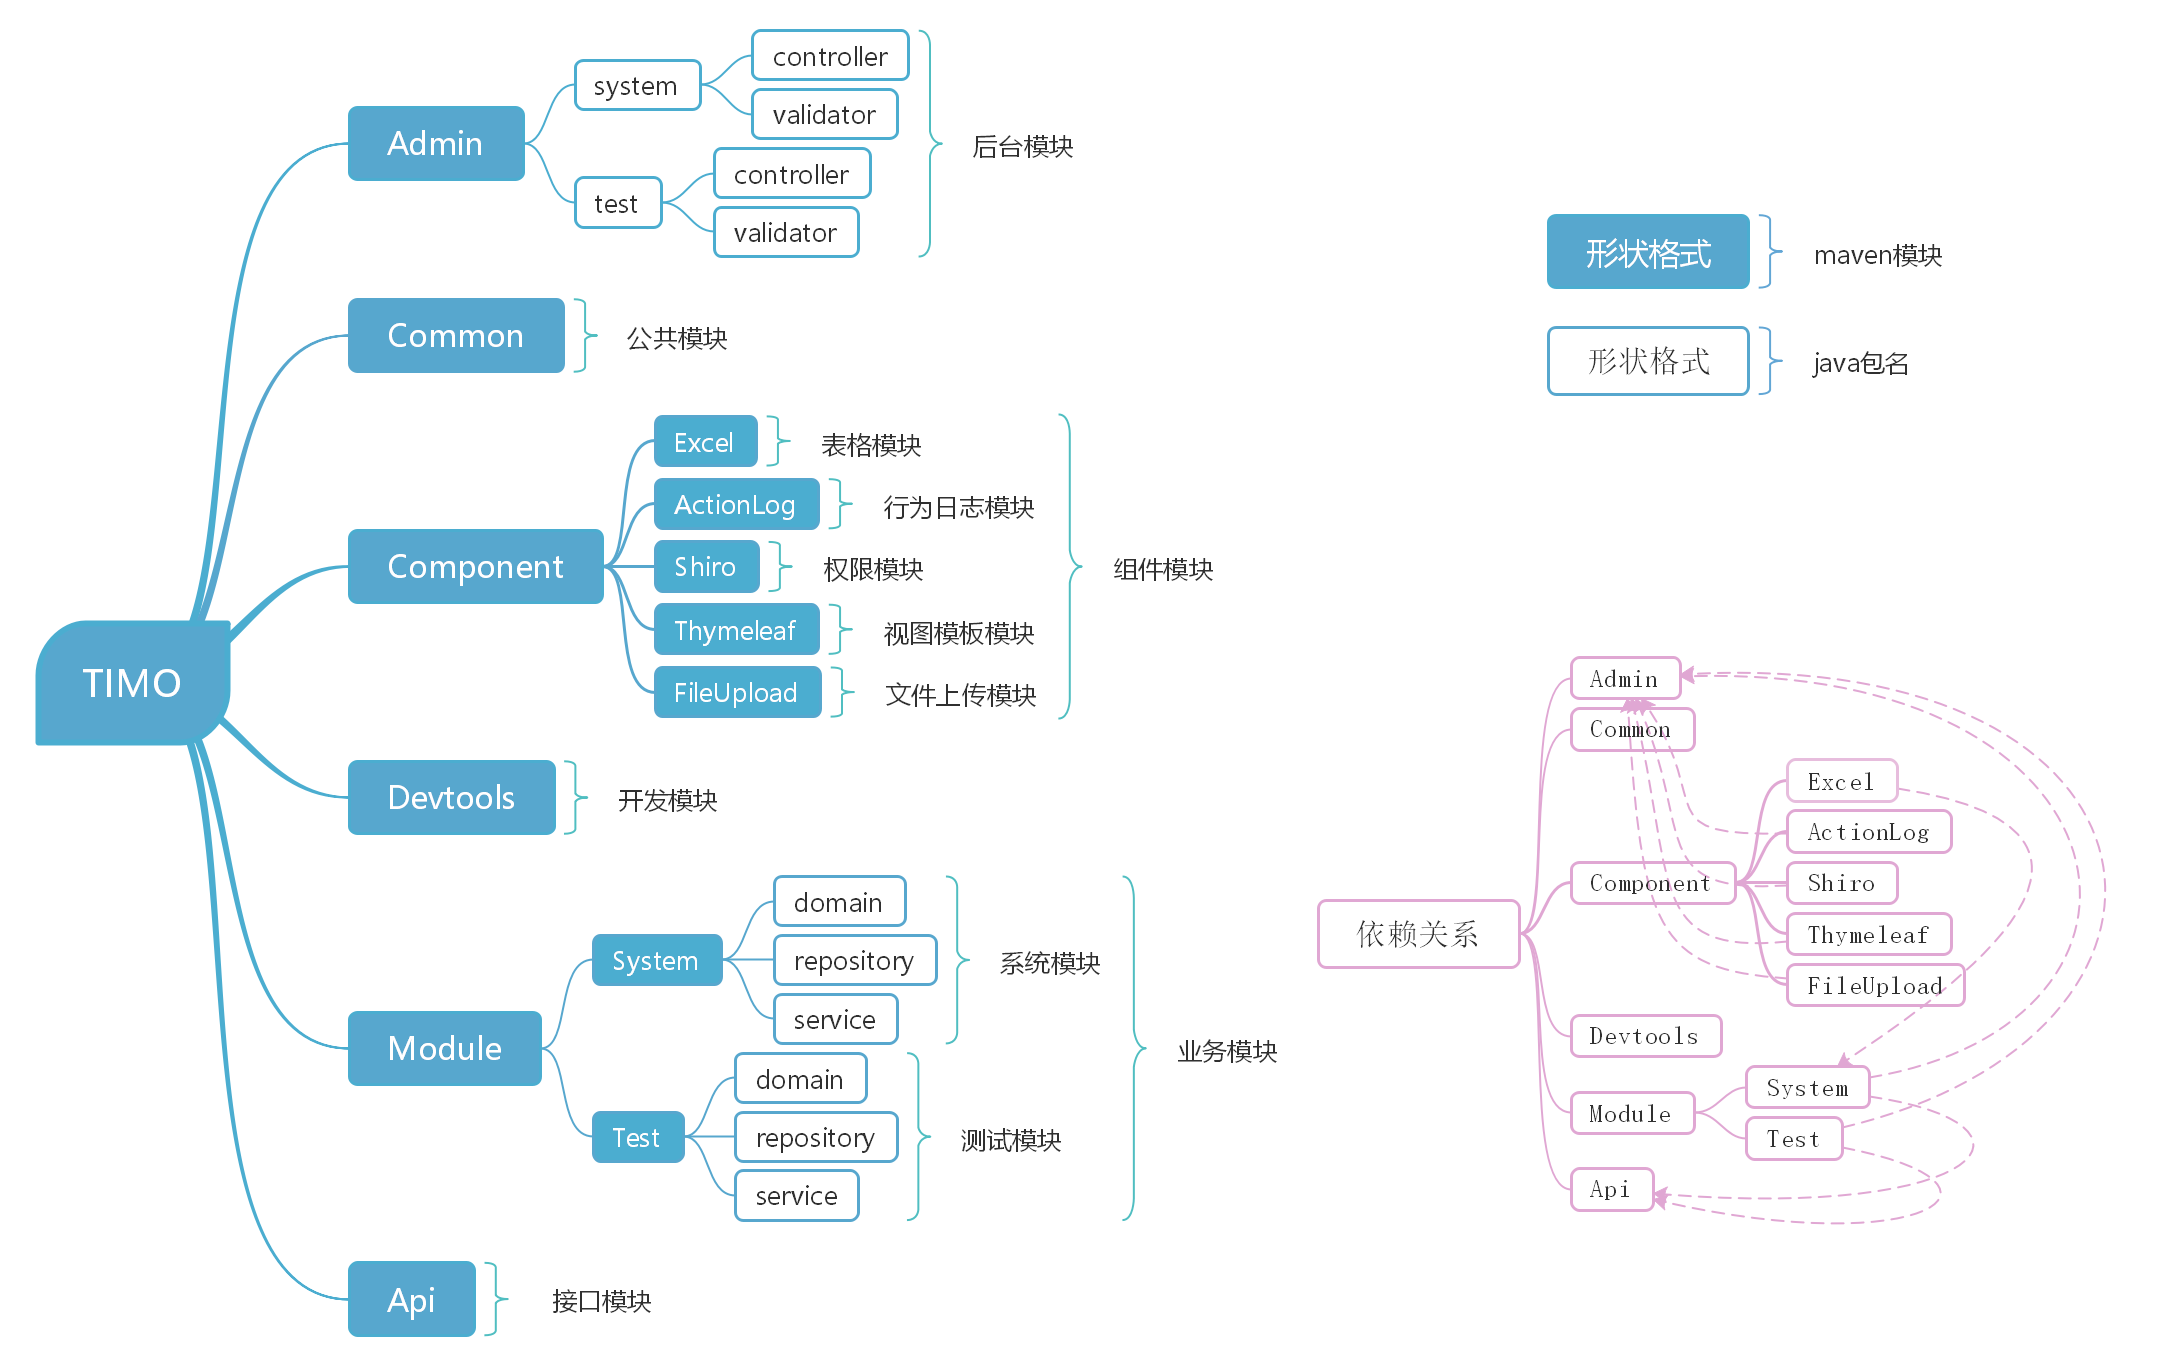 TIMO
Admin
system
controller
validator
test
controller
validator
后台模块
Common
公共模块
Component
Excel
表格模块
ActionLog
行为日志模块
Shiro
权限模块
Thymeleaf
视图模板模块
FileUpload
文件上传模块
组件模块
Devtools
开发模块
Module
System
domain
repository
service
系统模块
Test
domain
repository
service
测试模块
业务模块
Api
接口模块
形状格式
maven模块
形状格式
java包名
依赖关系
Admin
Common
Component
Excel
ActionLog
Shiro
Thymeleaf
FileUpload
Devtools
Module
System
Test
Api